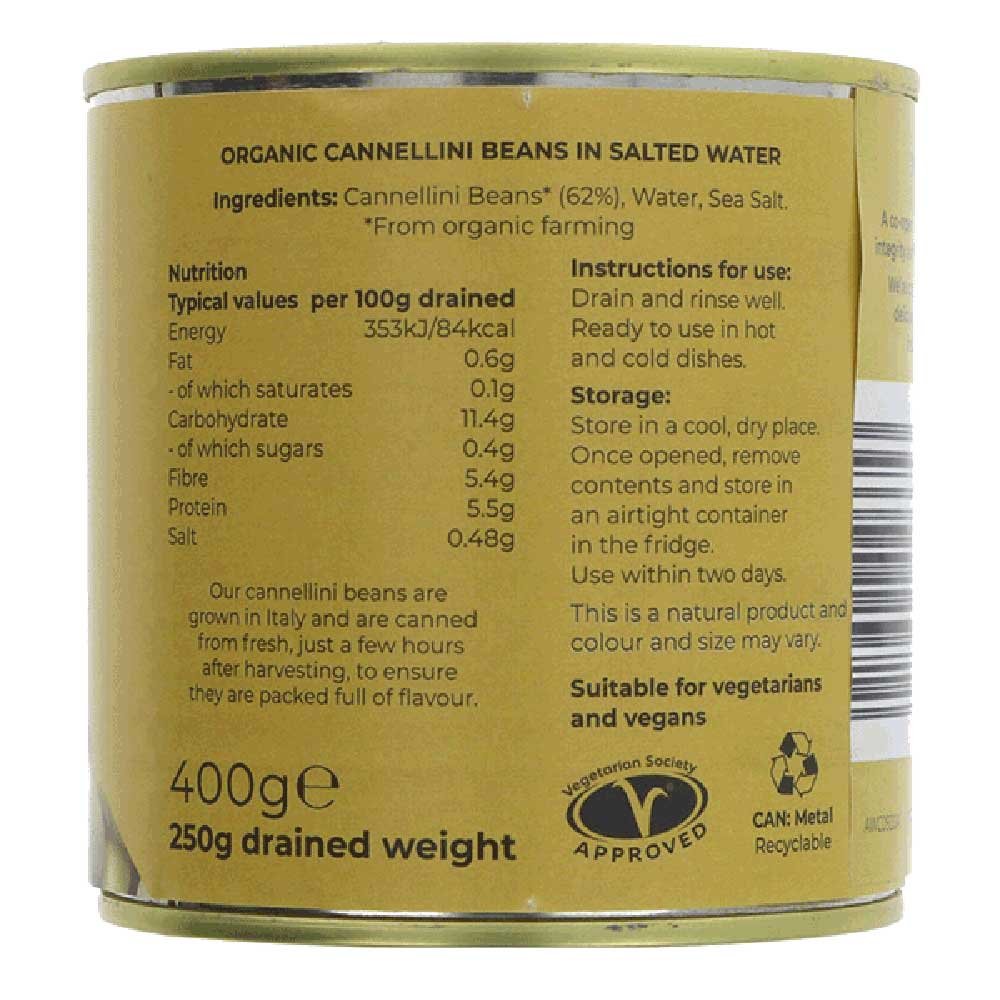 ORGANIC CANNELLINI BEANS IN SALTED WATER
Ingredients: Cannellini Beans* (62%), Water, Sea Salt.
*From organic farming
Nutrition
Typical values per 100g drained
Energy 353kJ/84kcal
Fat 0.6g
- of which saturates 0.1g
Carbohydrate 11.4g
- of which sugars 0.4g
Fibre 5.4g
Protein 5.5g
Salt 0.48g
Our cannellini beans are
grown in Italy and are canned
from fresh, just a few hours
after harvesting, to ensure
they are packed full of flavour.
400g℮
250g drained weight
Instructions for use:
Drain and rinse well.
Ready to use in hot
and cold dishes.
Storage:
Store in a cool, dry place.
Once opened, remove
contents and store in
an airtight container
in the fridge.
Use within two days.
This is a natural product and
colour and size may vary.
Suitable for vegetarians
and vegans
Vegetarian Society
V
APPROVED
CAN: Metal
Recyclable
A
integrity